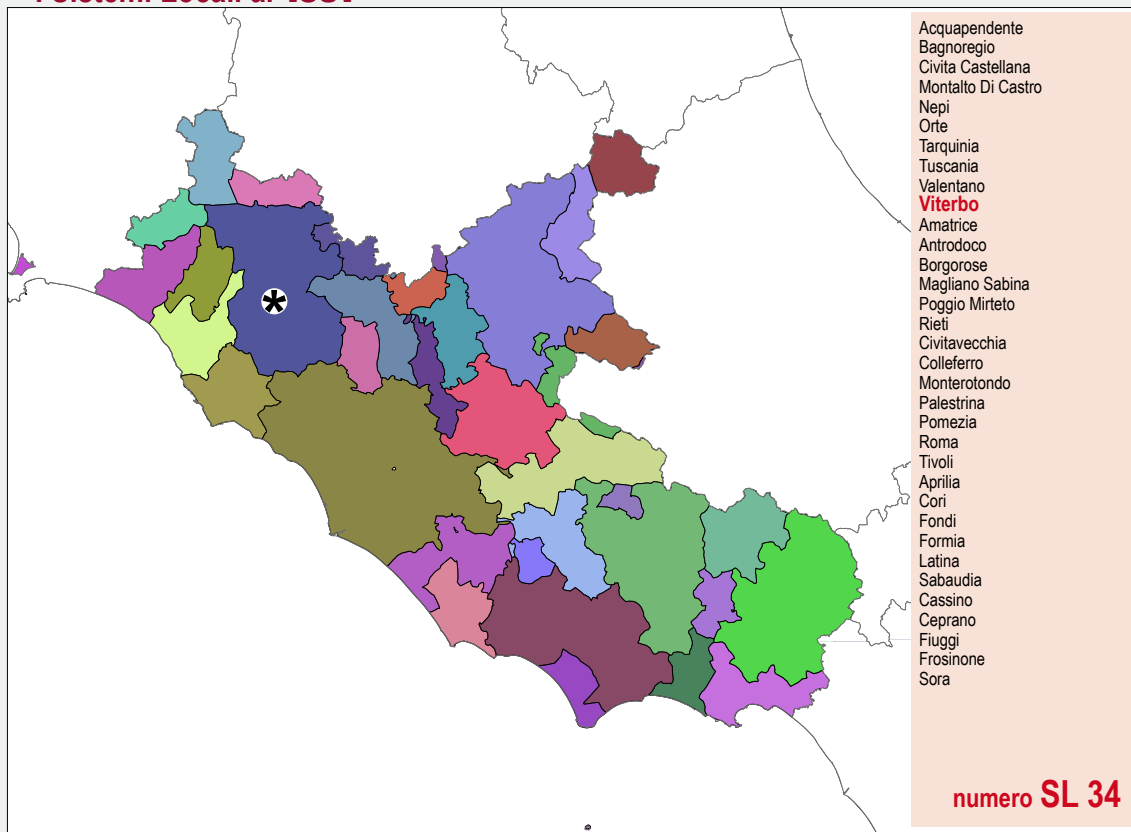 Acquapendente
Bagnoregio
Civita Castellana
Montalto Di Castro
Nepi
Orte
Tarquinia
Tuscania
Valentano
Viterbo
Amatrice
Antrodoco
Borgorose
Magliano Sabina
Poggio Mirteto
Rieti
Civitavecchia
Colleferro
Monterotondo
Palestrina
Pomezia
Roma
Tivoli
Aprilia
Cori
Fondi
Formia
Latina
Sabaudia
Cassino
Ceprano
Fiuggi
Frosinone
Sora
numero SL 34